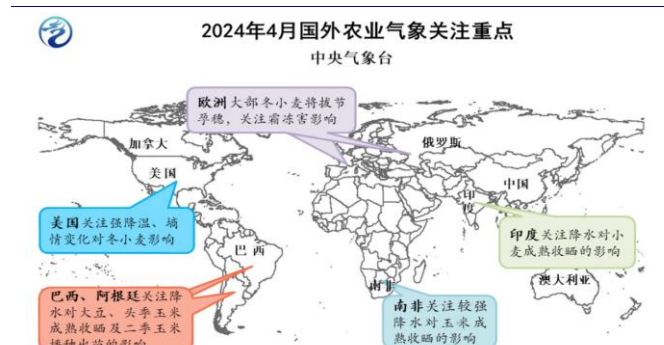 2024年4月国外农业气象关注重点
中央气象台
欧洲大部冬小麦将拔节
孕穗，关注霜冻害影响
加拿大
俄罗斯
美国
中国
印度
美国关注强降温、墒
情变化对冬小麦影响
印度关注降水对小
麦成熟收晒的影响
巴西
澳大利亚
南非
巴西、阿根廷关注降
水对大豆、头季玉米
成熟收晒及二季玉米
播种出苗的影响
南非关注较强
降水对玉米成
熟收晒的影响